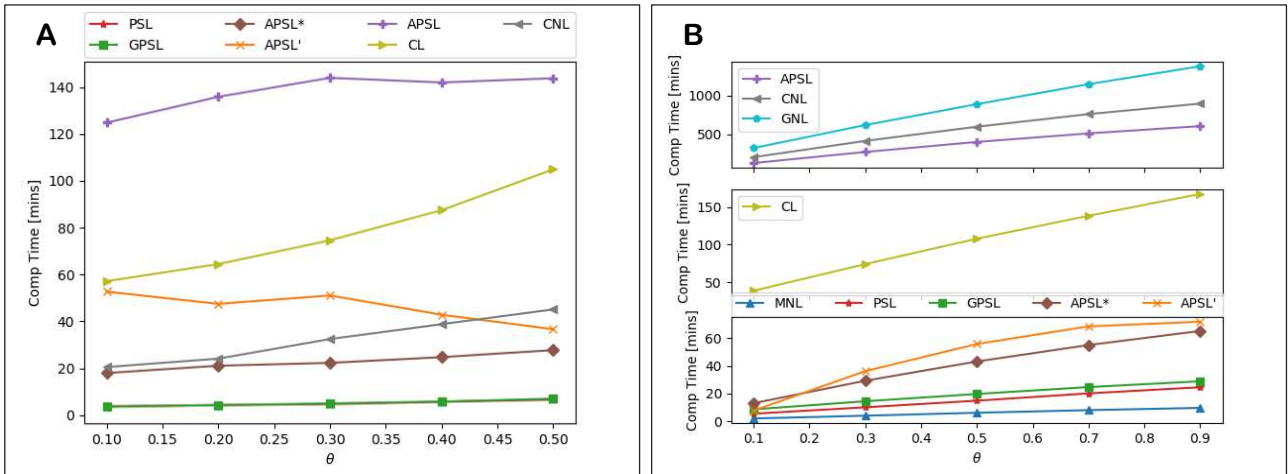 A
PSL
APSL*
APSL
CNL
GPSL
APSL'
CL
Comp Time [mins]
140
120
100
80
60
40
20
0
0.10
0.15
0.20
0.25
0.30
0.35
0.40
0.45
0.50
θ
B
Comp Time [mins]
1000
500
APSL
CNL
GNL
Comp Time [mins]
150
100
50
CL
MNL
PSL
GPSL
APSL*
APSL'
Comp Time [mins]
60
40
20
0
0.1
0.2
0.3
0.4
0.5
0.6
0.7
0.8
0.9
θ